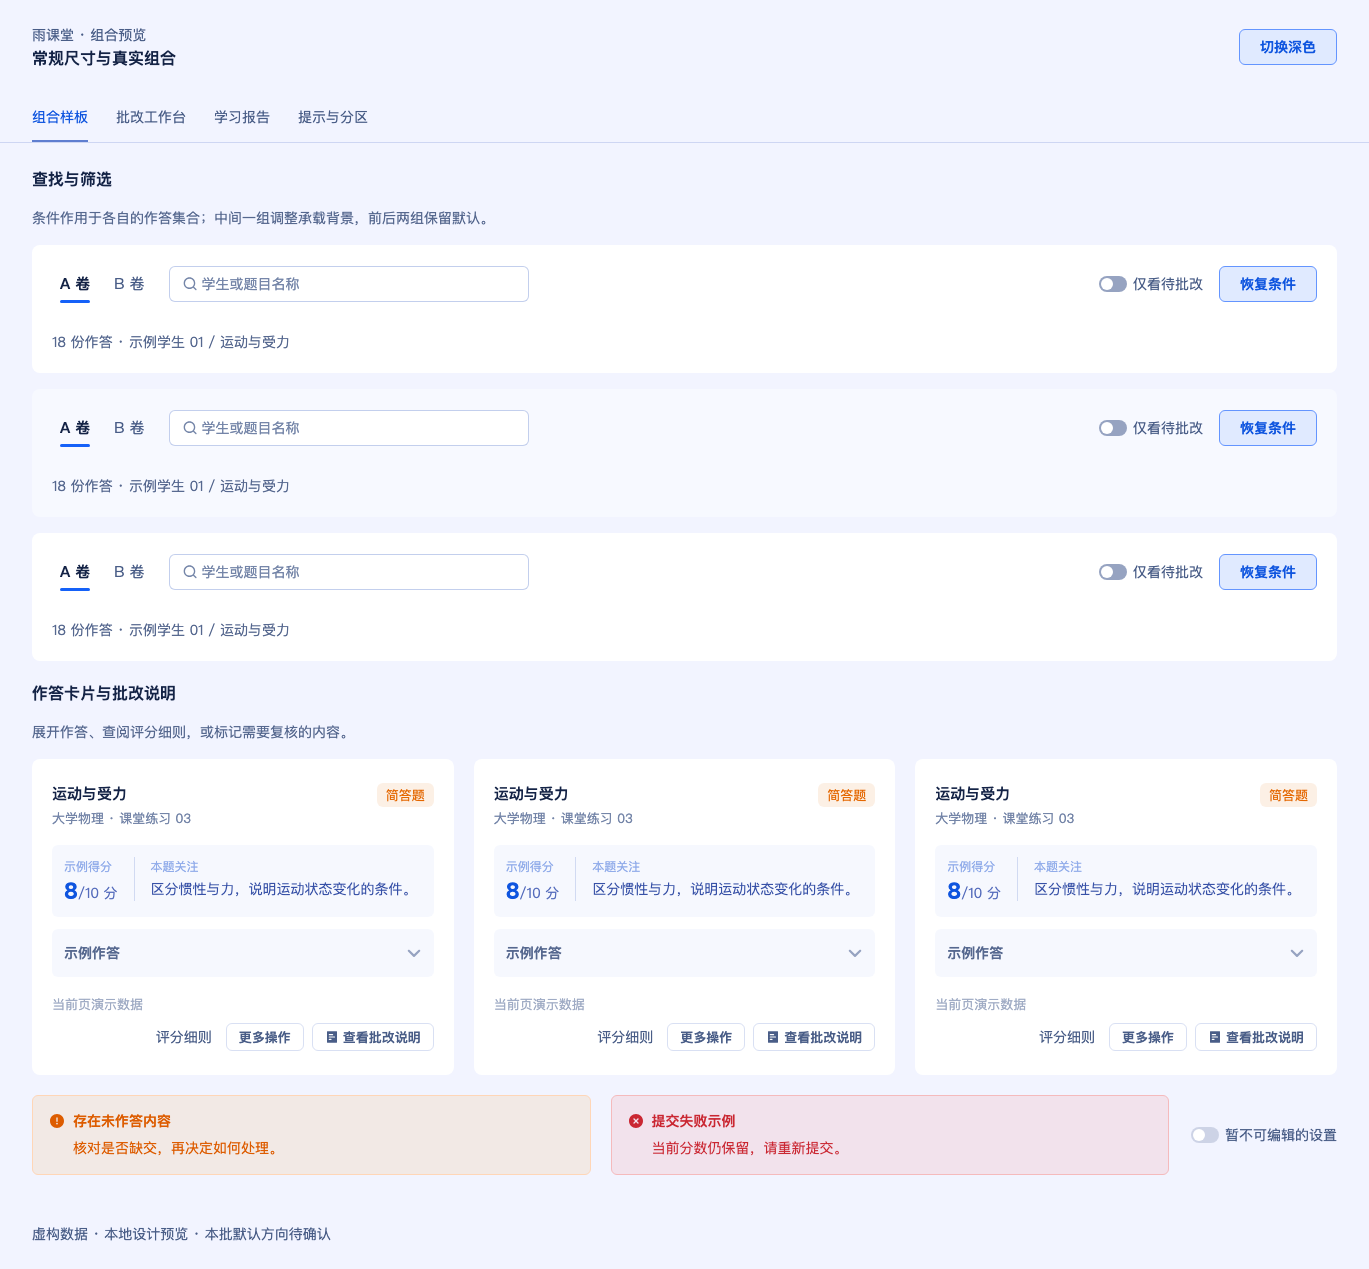 雨课堂 · 组合预览
常规尺寸与真实组合
切换深色
组合样板 批改工作台 学习报告 提示与分区
查找与筛选
条件作用于各自的作答集合；中间一组调整承载背景，前后两组保留默认。
A 卷 B 卷 学生或题目名称 仅看待批改 恢复条件
18 份作答 · 示例学生 01 / 运动与受力
A 卷 B 卷 学生或题目名称 仅看待批改 恢复条件
18 份作答 · 示例学生 01 / 运动与受力
A 卷 B 卷 学生或题目名称 仅看待批改 恢复条件
18 份作答 · 示例学生 01 / 运动与受力
作答卡片与批改说明
展开作答、查阅评分细则，或标记需要复核的内容。
运动与受力 简答题
大学物理 · 课堂练习 03
示例得分 本题关注
8/10 分 区分惯性与力，说明运动状态变化的条件。
示例作答
当前页演示数据
评分细则 更多操作 查看批改说明
运动与受力 简答题
大学物理 · 课堂练习 03
示例得分 本题关注
8/10 分 区分惯性与力，说明运动状态变化的条件。
示例作答
当前页演示数据
评分细则 更多操作 查看批改说明
运动与受力 简答题
大学物理 · 课堂练习 03
示例得分 本题关注
8/10 分 区分惯性与力，说明运动状态变化的条件。
示例作答
当前页演示数据
评分细则 更多操作 查看批改说明
存在未作答内容
核对是否缺交，再决定如何处理。
提交失败示例
当前分数仍保留，请重新提交。
暂不可编辑的设置
虚构数据 · 本地设计预览 · 本批默认方向待确认